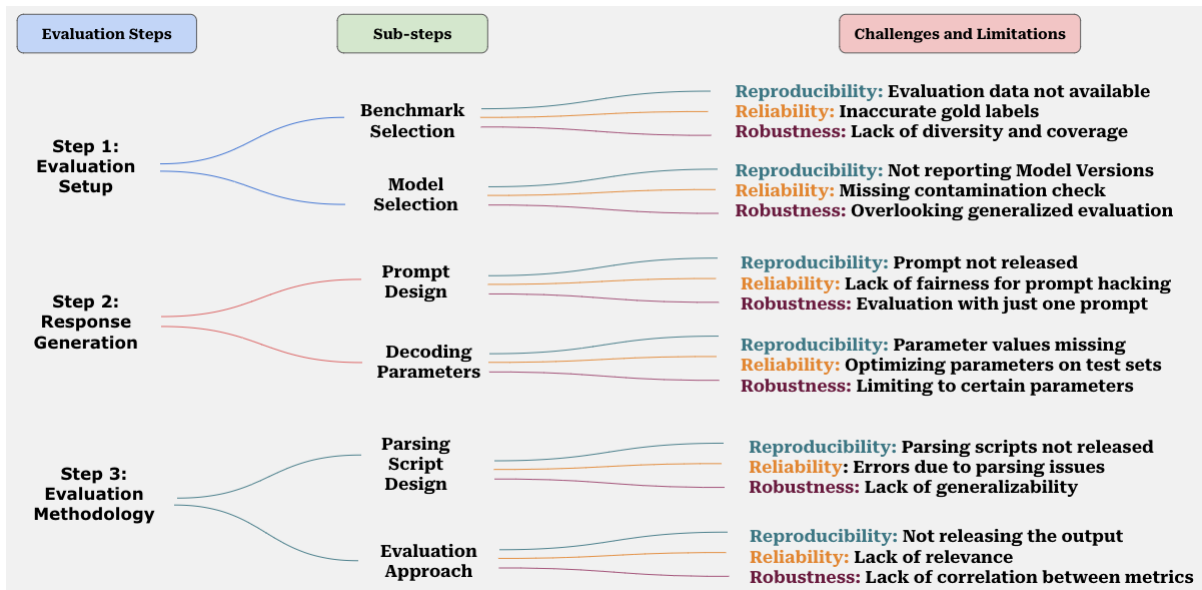 Evaluation Steps
Sub-steps
Challenges and Limitations
Step 1:
Evaluation
Setup
Benchmark
Selection
Reproducibility: Evaluation data not available
Reliability: Inaccurate gold labels
Robustness: Lack of diversity and coverage
Model
Selection
Reproducibility: Not reporting Model Versions
Reliability: Missing contamination check
Robustness: Overlooking generalized evaluation
Step 2:
Response
Generation
Prompt
Design
Reproducibility: Prompt not released
Reliability: Lack of fairness for prompt hacking
Robustness: Evaluation with just one prompt
Decoding
Parameters
Reproducibility: Parameter values missing
Reliability: Optimizing parameters on test sets
Robustness: Limiting to certain parameters
Step 3:
Evaluation
Methodology
Parsing
Script
Design
Reproducibility: Parsing scripts not released
Reliability: Errors due to parsing issues
Robustness: Lack of generalizability
Evaluation
Approach
Reproducibility: Not releasing the output
Reliability: Lack of relevance
Robustness: Lack of correlation between metrics